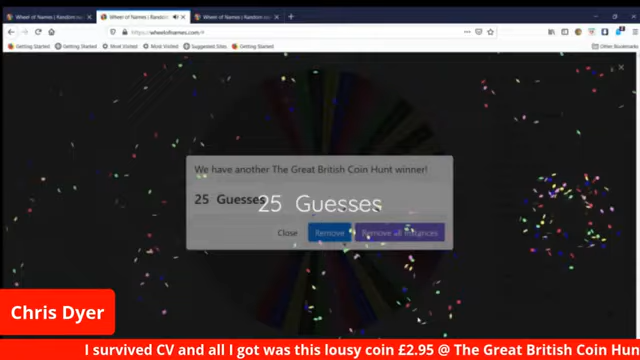 Wheel of Names | Random
Wheel of Names | Random
Wheel of Names | Random
https://wheelofnames.com/#
Getting Started
Getting Started
Most Visited
Most Visited
Suggested Sites
Getting Started
Other Bookmarks
We have another The Great British Coin Hunt winner!
25 Guesses
25 Guesses
Close
Remove
Remove all instances
Chris Dyer
I survived CV and all I got was this lousy coin £2.95 @ The Great British Coin Hun